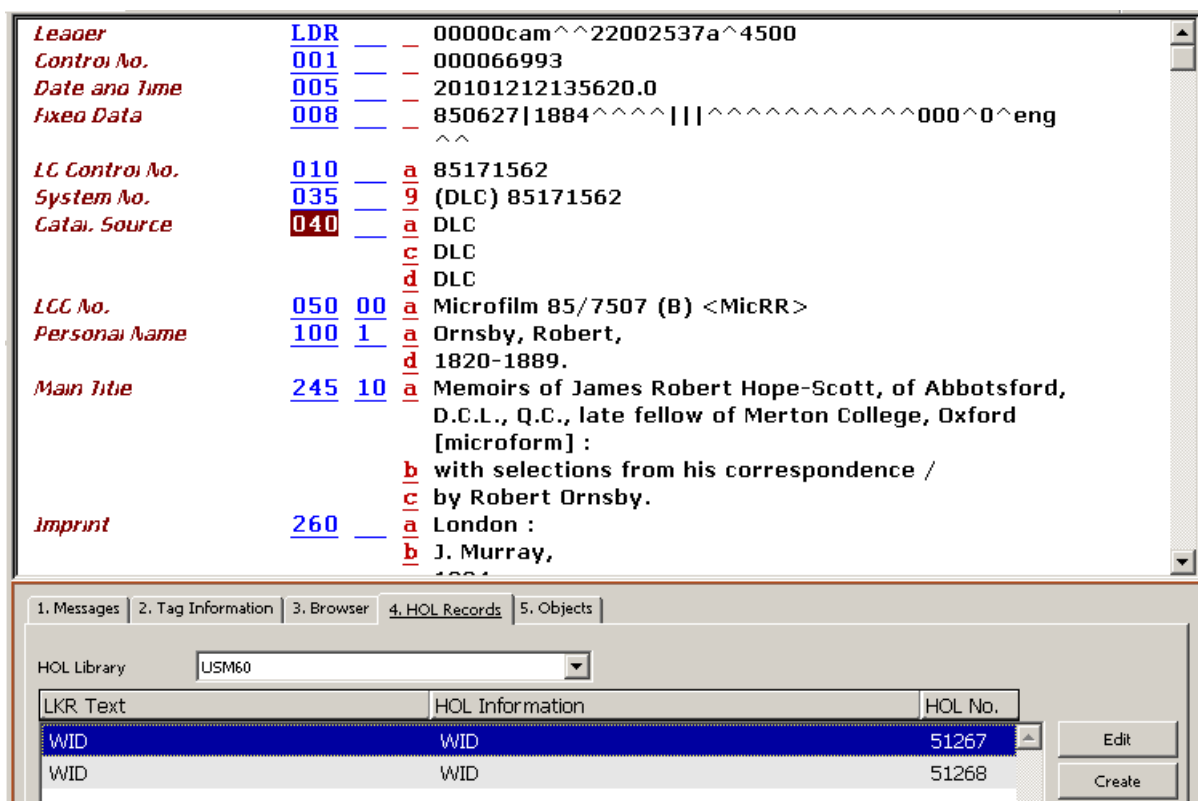 Leader LDR 00000cam^^22002537a^4500
Control No. 001 000066993
Date and Time 005 20101212135620.0
Fixed Data 008 850627|1884^^^^|||^^^^^^^^^^^000^0^eng
^^
LC Control No. 010 a 85171562
System No. 035 9 (DLC) 85171562
Catal. Source 040 a DLC
c DLC
d DLC
LCC No. 050 00 a Microfilm 85/7507 (B) <MicRR>
Personal Name 100 1 a Ornsby, Robert,
d 1820-1889.
Main Title 245 10 a Memoirs of James Robert Hope-Scott, of Abbotsford,
D.C.L., Q.C., late fellow of Merton College, Oxford
[microform] :
b with selections from his correspondence /
c by Robert Ornsby.
Imprint 260 a London :
b J. Murray,
1. Messages 2. Tag Information 3. Browser 4. HOL Records 5. Objects
HOL Library USM60
LKR Text HOL Information HOL No.
WID WID 51267 Edit
WID WID 51268 Create